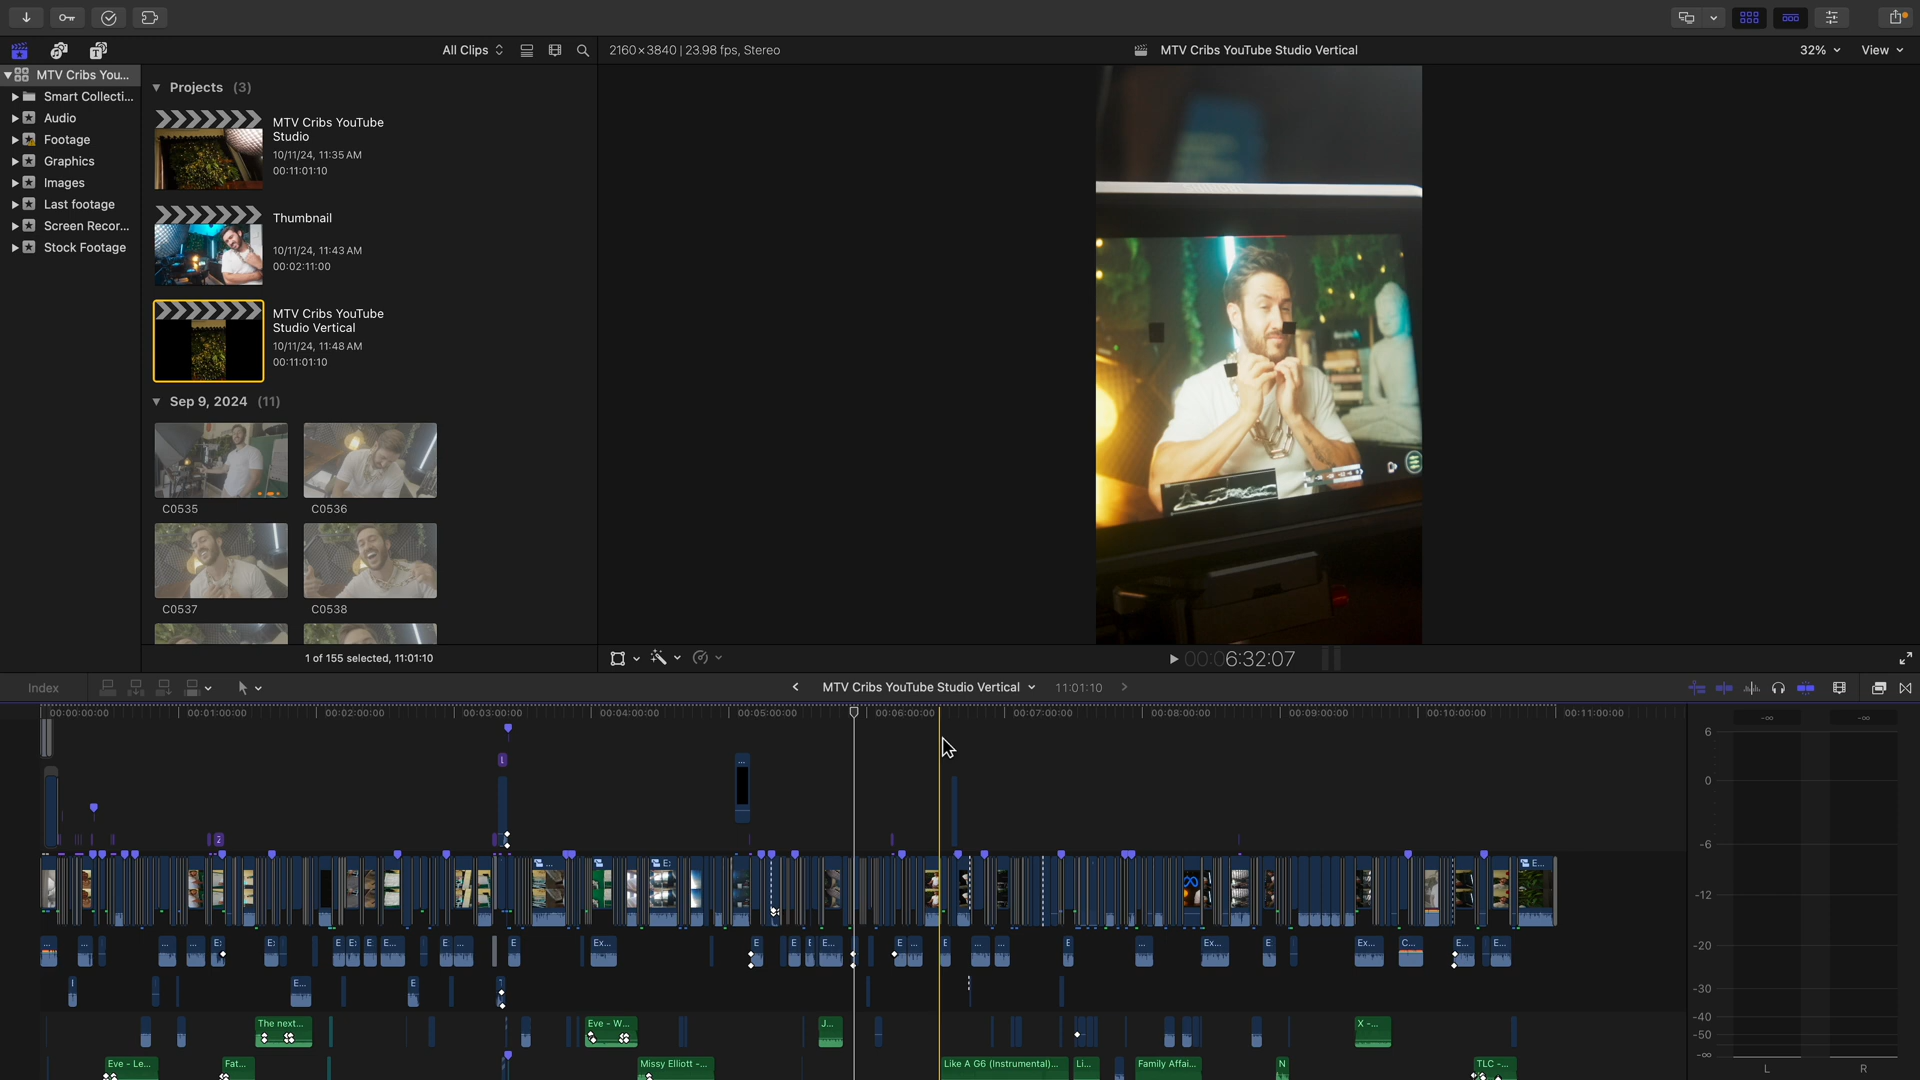 All Clips
2160×3840 | 23.98 fps, Stereo
MTV Cribs YouTube Studio Vertical
32%
View
MTV Cribs You...
Smart Collecti...
Audio
Footage
Graphics
Images
Last footage
Screen Recor...
Stock Footage
Projects (3)
MTV Cribs YouTube
Studio
10/11/24, 11:35 AM
00:11:01:10
Thumbnail
10/11/24, 11:43 AM
00:02:11:00
MTV Cribs YouTube
Studio Vertical
10/11/24, 11:48 AM
00:11:01:10
Sep 9, 2024 (11)
C0535
C0536
C0537
C0538
1 of 155 selected, 11:01:10
00:06:32:07
Index
MTV Cribs YouTube Studio Vertical
11:01:10
00:00:00:00
00:01:00:00
00:02:00:00
00:03:00:00
00:04:00:00
00:05:00:00
00:06:00:00
00:07:00:00
00:08:00:00
00:09:00:00
00:10:00:00
00:11:00:00
-∞ -∞
6
0
-6
-12
-20
-30
-40
-50
-∞
L R
The next...
Eve - W...
J...
X -...
Eve - Le...
Fat...
Missy Elliott -...
Like A G6 (Instrumental)...
Li...
Family Affai...
N
TLC -...